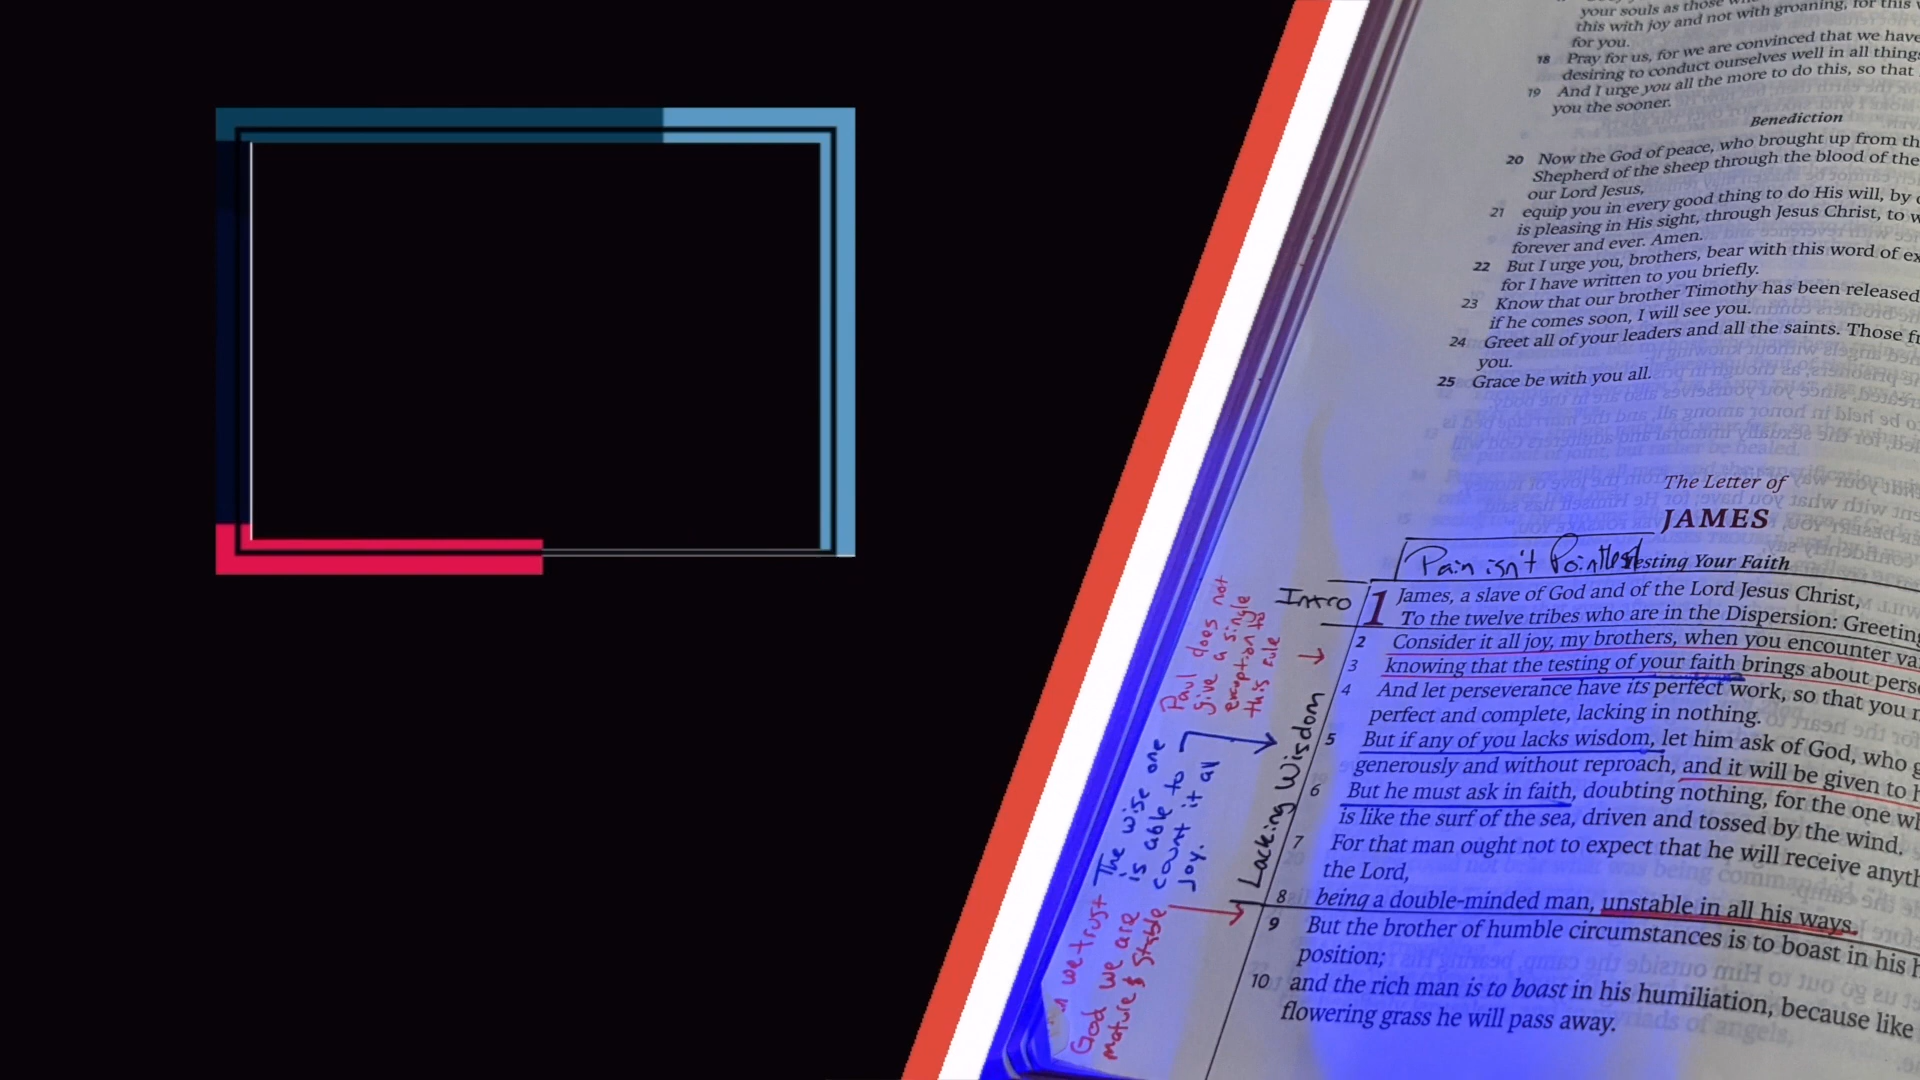 your souls as those
this with joy and not with groaning, for this
for you.
18 Pray for us, for we are convinced that we have
desiring to conduct ourselves well in all things
19 And I urge you all the more to do this, so that
you the sooner.
Benediction
20 Now the God of peace, who brought up from th
Shepherd of the sheep through the blood of the
our Lord Jesus,
21 equip you in every good thing to do His will, by
is pleasing in His sight, through Jesus Christ, to w
forever and ever. Amen.
22 But I urge you, brothers, bear with this word of ex
for I have written to you briefly.
23 Know that our brother Timothy has been released
if he comes soon, I will see you.
24 Greet all of your leaders and all the saints. Those fr
you.
25 Grace be with you all.
The Letter of
JAMES
Pain isn't Pointless
esting Your Faith
Intro
1 James, a slave of God and of the Lord Jesus Christ,
To the twelve tribes who are in the Dispersion: Greeting
2 Consider it all joy, my brothers, when you encounter va
3 knowing that the testing of your faith brings about perse
4 And let perseverance have its perfect work, so that you
perfect and complete, lacking in nothing.
5 But if any of you lacks wisdom, let him ask of God, who g
generously and without reproach, and it will be given to h
6 But he must ask in faith, doubting nothing, for the one wh
is like the surf of the sea, driven and tossed by the wind.
7 For that man ought not to expect that he will receive anyth
the Lord,
8 being a double-minded man, unstable in all his ways.
9 But the brother of humble circumstances is to boast in his h
position;
10 and the rich man is to boast in his humiliation, because like
flowering grass he will pass away.
Lacking Wisdom
Paul does not
give a single
exception to
this rule
The wise one
is able to
count it all
joy.
we trust
God we are
mature & stable